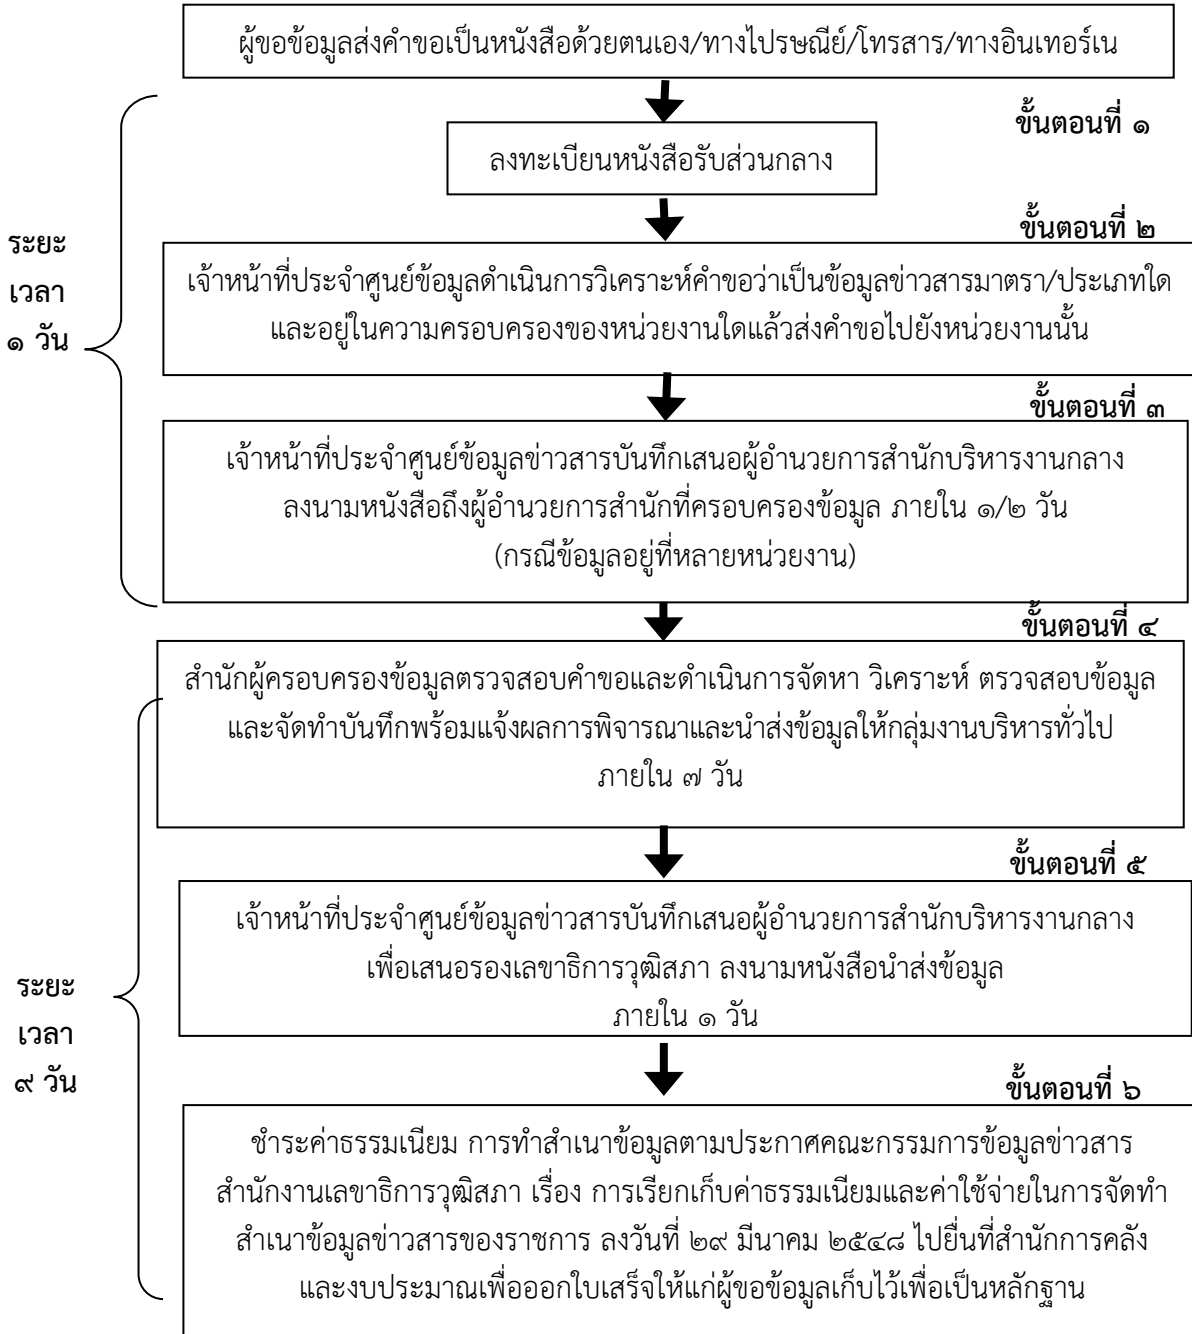 ผู้ขอข้อมูลส่งคำขอเป็นหนังสือด้วยตนเอง/ทางไปรษณีย์/โทรสาร/ทางอินเทอร์เน
ขั้นตอนที่ ๑
ลงทะเบียนหนังสือรับส่วนกลาง
ขั้นตอนที่ ๒
ระยะ
เวลา
๑ วัน
เจ้าหน้าที่ประจำศูนย์ข้อมูลดำเนินการวิเคราะห์คำขอว่าเป็นข้อมูลข่าวสารมาตรา/ประเภทใด
และอยู่ในความครอบครองของหน่วยงานใดแล้วส่งคำขอไปยังหน่วยงานนั้น
ขั้นตอนที่ ๓
เจ้าหน้าที่ประจำศูนย์ข้อมูลข่าวสารบันทึกเสนอผู้อำนวยการสำนักบริหารงานกลาง
ลงนามหนังสือถึงผู้อำนวยการสำนักที่ครอบครองข้อมูล ภายใน ๑/๒ วัน
(กรณีข้อมูลอยู่ที่หลายหน่วยงาน)
ขั้นตอนที่ ๔
สำนักผู้ครอบครองข้อมูลตรวจสอบคำขอและดำเนินการจัดหา วิเคราะห์ ตรวจสอบข้อมูล
และจัดทำบันทึกพร้อมแจ้งผลการพิจารณาและนำส่งข้อมูลให้กลุ่มงานบริหารทั่วไป
ภายใน ๗ วัน
ขั้นตอนที่ ๕
เจ้าหน้าที่ประจำศูนย์ข้อมูลข่าวสารบันทึกเสนอผู้อำนวยการสำนักบริหารงานกลาง
เพื่อเสนอรองเลขาธิการวุฒิสภา ลงนามหนังสือนำส่งข้อมูล
ภายใน ๑ วัน
ระยะ
เวลา
๙ วัน
ขั้นตอนที่ ๖
ชำระค่าธรรมเนียม การทำสำเนาข้อมูลตามประกาศคณะกรรมการข้อมูลข่าวสาร
สำนักงานเลขาธิการวุฒิสภา เรื่อง การเรียกเก็บค่าธรรมเนียมและค่าใช้จ่ายในการจัดทำ
สำเนาข้อมูลข่าวสารของราชการ ลงวันที่ ๒๙ มีนาคม ๒๕๔๘ ไปยื่นที่สำนักการคลัง
และงบประมาณเพื่อออกใบเสร็จให้แก่ผู้ขอข้อมูลเก็บไว้เพื่อเป็นหลักฐาน